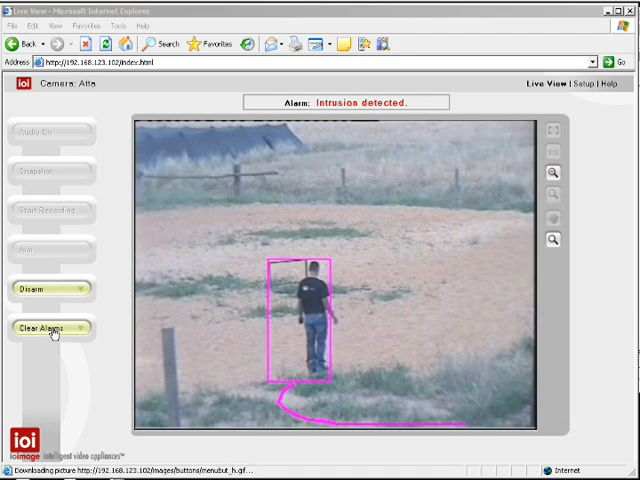 Live View - Microsoft Internet Explorer
File Edit View Favorites Tools Help
Back Search Favorites
Address http://192.168.123.102/index.html Go
ioi Camera: Atta Live View | Setup | Help
Alarm: Intrusion detected.
Audio On
Snapshot
Start Recording
Arm
Disarm
Clear Alarms
ioi
ioimage intelligent video appliances™
Downloading picture http://192.168.123.102/images/buttons/menubut_h.gif... Internet